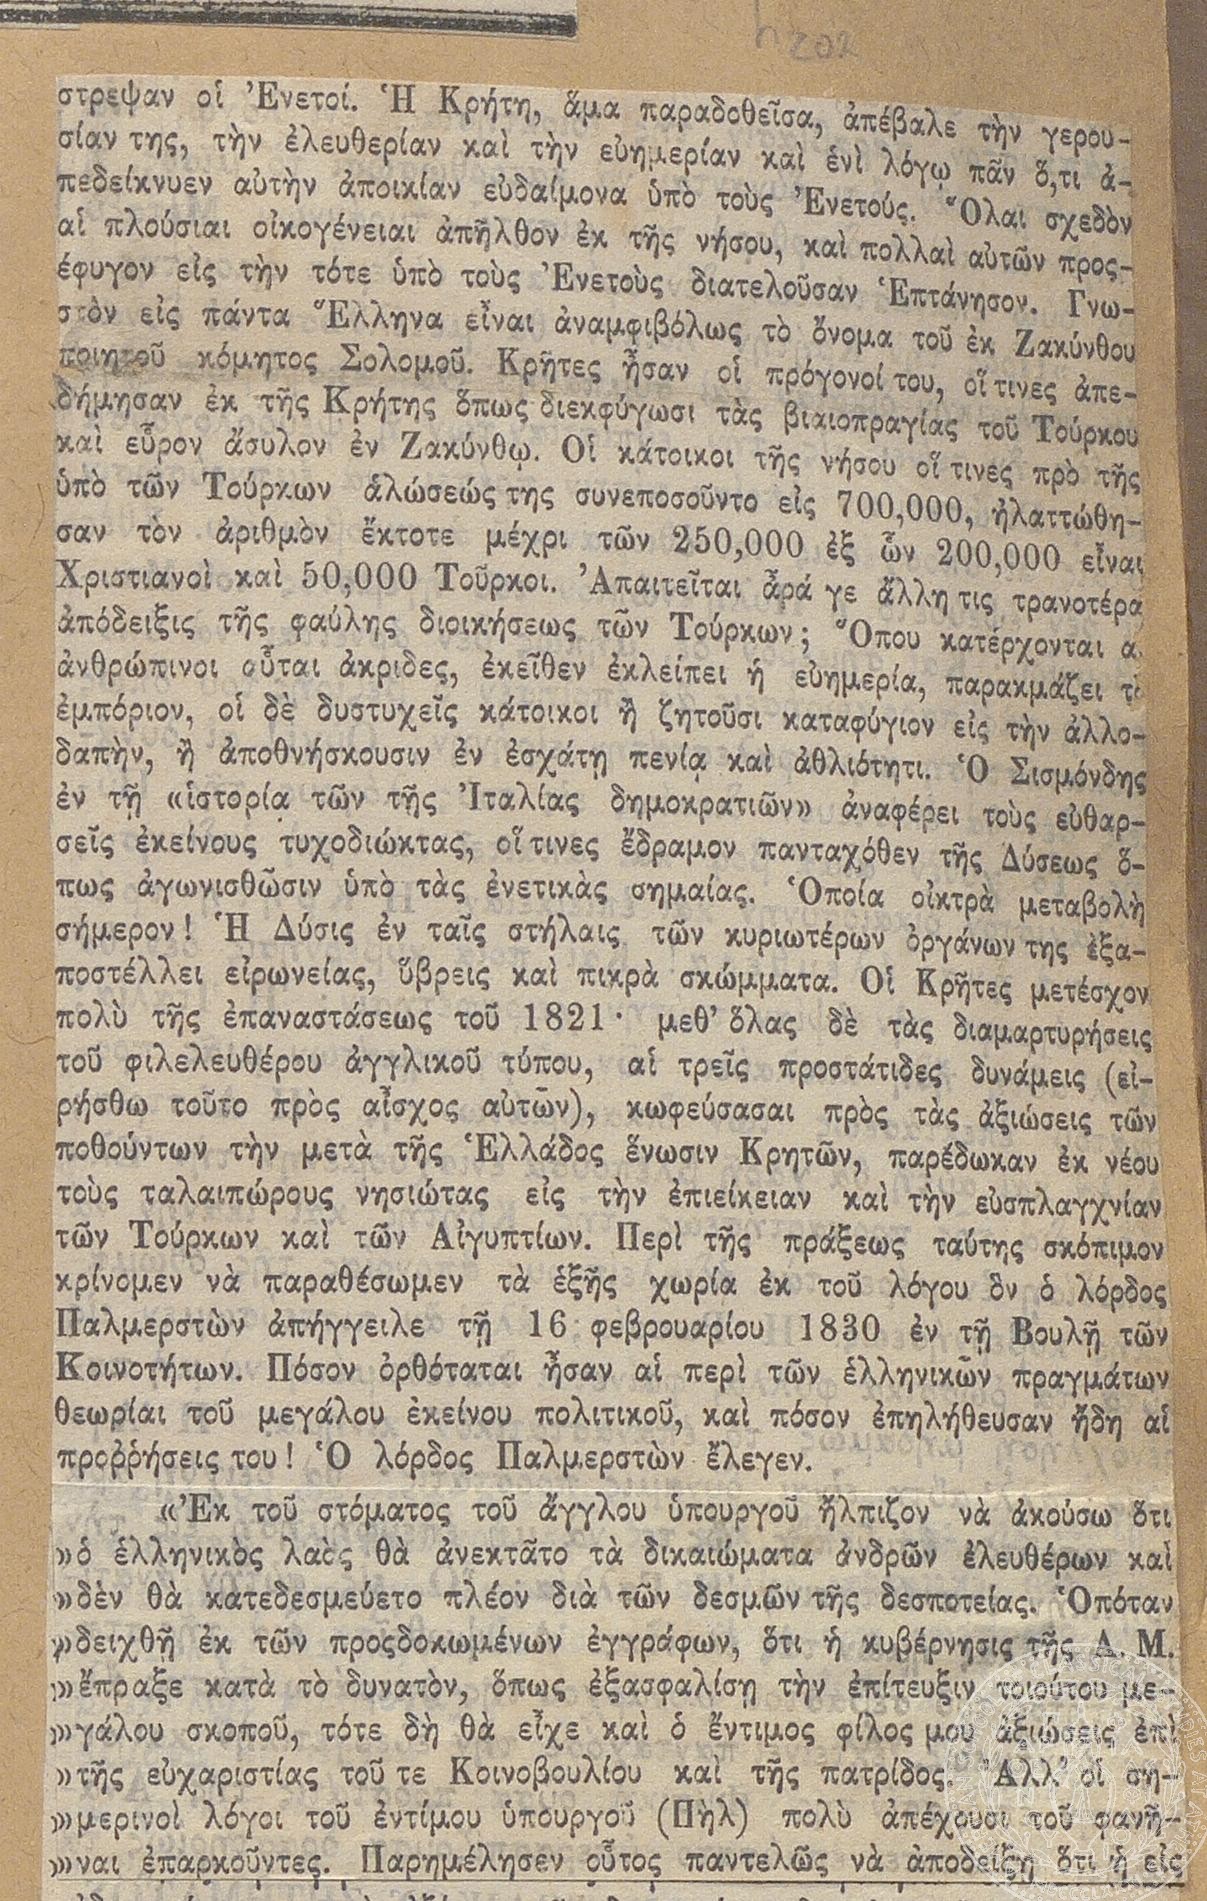 h 202
στρεψαν οἱ Ἐνετοί. Ἡ Κρήτη, ἅμα παραδοθεῖσα, ἀπέβαλε τὴν γερου-
σίαν της, τὴν ἐλευθερίαν καὶ τὴν εὐημερίαν καὶ ἑνὶ λόγῳ πᾶν ὅ,τι ἀ-
πεδείκνυεν αὐτὴν ἀποικίαν εὐδαίμονα ὑπὸ τοὺς Ἐνετούς. Ὅλαι σχεδὸν
αἱ πλούσιαι οἰκογένειαι ἀπῆλθον ἐκ τῆς νήσου, καὶ πολλαὶ αὐτῶν προς-
έφυγον εἰς τὴν τότε ὑπὸ τοὺς Ἐνετοὺς διατελοῦσαν Ἑπτάνησον. Γνω-
στὸν εἰς πάντα Ἕλληνα εἶναι ἀναμφιβόλως τὸ ὄνομα τοῦ ἐκ Ζακύνθου
ποιητοῦ κόμητος Σολομοῦ. Κρῆτες ἦσαν οἱ πρόγονοί του, οἵ τινες ἀπε-
δήμησαν ἐκ τῆς Κρήτης ὅπως διεκφύγωσι τὰς βιαιοπραγίας τοῦ Τούρκου
καὶ εὗρον ἄσυλον ἐν Ζακύνθῳ. Οἱ κάτοικοι τῆς νήσου οἵ τινες πρὸ τῆς
ὑπὸ τῶν Τούρκων ἁλώσεώς της συνεποσοῦντο εἰς 700,000, ἠλαττώθη-
σαν τὸν ἀριθμὸν ἔκτοτε μέχρι τῶν 250,000 ἐξ ὧν 200,000 εἶναι
Χριστιανοὶ καὶ 50,000 Τοῦρκοι. Ἀπαιτεῖται ἆρά γε ἄλλη τις τρανοτέρα
ἀπόδειξις τῆς φαύλης διοικήσεως τῶν Τούρκων; Ὅπου κατέρχονται α
ἀνθρώπινοι αὗται ἀκρίδες, ἐκεῖθεν ἐκλείπει ἡ εὐημερία, παρακμάζει τὸ
ἐμπόριον, οἱ δὲ δυστυχεῖς κάτοικοι ἢ ζητοῦσι καταφύγιον εἰς τὴν ἀλλο-
δαπὴν, ἢ ἀποθνήσκουσιν ἐν ἐσχάτῃ πενίᾳ καὶ ἀθλιότητι. Ὁ Σισμόνδης
ἐν τῇ «ἱστορίᾳ τῶν τῆς Ἰταλίας δημοκρατιῶν» ἀναφέρει τοὺς εὐθαρ-
σεῖς ἐκείνους τυχοδιώκτας, οἵ τινες ἔδραμον πανταχόθεν τῆς Δύσεως ὅ-
πως ἀγωνισθῶσιν ὑπὸ τὰς ἐνετικὰς σημαίας. Ὁποία οἰκτρὰ μεταβολὴ
σήμερον! Ἡ Δύσις ἐν ταῖς στήλαις τῶν κυριωτέρων ὀργάνων της ἐξα-
ποστέλλει εἰρωνείας, ὕβρεις καὶ πικρὰ σκώμματα. Οἱ Κρῆτες μετέσχον
πολὺ τῆς ἐπαναστάσεως τοῦ 1821· μεθ' ὅλας δὲ τὰς διαμαρτυρήσεις
τοῦ φιλελευθέρου ἀγγλικοῦ τύπου, αἱ τρεῖς προστάτιδες δυνάμεις (εἰ-
ρήσθω τοῦτο πρὸς αἶσχος αὐτῶν), κωφεύσασαι πρὸς τὰς ἀξιώσεις τῶν
ποθούντων τὴν μετὰ τῆς Ἑλλάδος ἕνωσιν Κρητῶν, παρέδωκαν ἐκ νέου
τοὺς ταλαιπώρους νησιώτας εἰς τὴν ἐπιείκειαν καὶ τὴν εὐσπλαγχνίαν
τῶν Τούρκων καὶ τῶν Αἰγυπτίων. Περὶ τῆς πράξεως ταύτης σκόπιμον
κρίνομεν νὰ παραθέσωμεν τὰ ἑξῆς χωρία ἐκ τοῦ λόγου ὃν ὁ λόρδος
Παλμερστὼν ἀπήγγειλε τῇ 16 φεβρουαρίου 1830 ἐν τῇ Βουλῇ τῶν
Κοινοτήτων. Πόσον ὀρθόταται ἦσαν αἱ περὶ τῶν ἑλληνικῶν πραγμάτων
θεωρίαι τοῦ μεγάλου ἐκείνου πολιτικοῦ, καὶ πόσον ἐπηλήθευσαν ἤδη αἱ
προῤῥήσεις του! Ὁ λόρδος Παλμερστὼν ἔλεγεν.
«Ἐκ τοῦ στόματος τοῦ ἄγγλου ὑπουργοῦ ἤλπιζον νὰ ἀκούσω ὅτι
»ὁ ἑλληνικὸς λαὸς θὰ ἀνεκτᾶτο τὰ δικαιώματα ἀνδρῶν ἐλευθέρων καὶ
»δὲν θὰ κατεδεσμεύετο πλέον διὰ τῶν δεσμῶν τῆς δεσποτείας. Ὁπόταν
»δειχθῇ ἐκ τῶν προςδοκωμένων ἐγγράφων, ὅτι ἡ κυβέρνησις τῆς Α. Μ.
»ἔπραξε κατὰ τὸ δυνατὸν, ὅπως ἐξασφαλίσῃ τὴν ἐπίτευξιν τοιούτου με-
»γάλου σκοποῦ, τότε δὴ θὰ εἶχε καὶ ὁ ἔντιμος φίλος μου ἀξιώσεις ἐπὶ
»τῆς εὐχαριστίας τοῦ τε Κοινοβουλίου καὶ τῆς πατρίδος. Ἀλλ' οἱ ση-
»μερινοὶ λόγοι τοῦ ἐντίμου ὑπουργοῦ (Πὴλ) πολὺ ἀπέχουσι τοῦ φανῆ-
»ναι ἐπαρκοῦντες. Παρημέλησεν οὗτος παντελῶς νὰ ἀποδείξῃ ὅτι ἡ εἰς